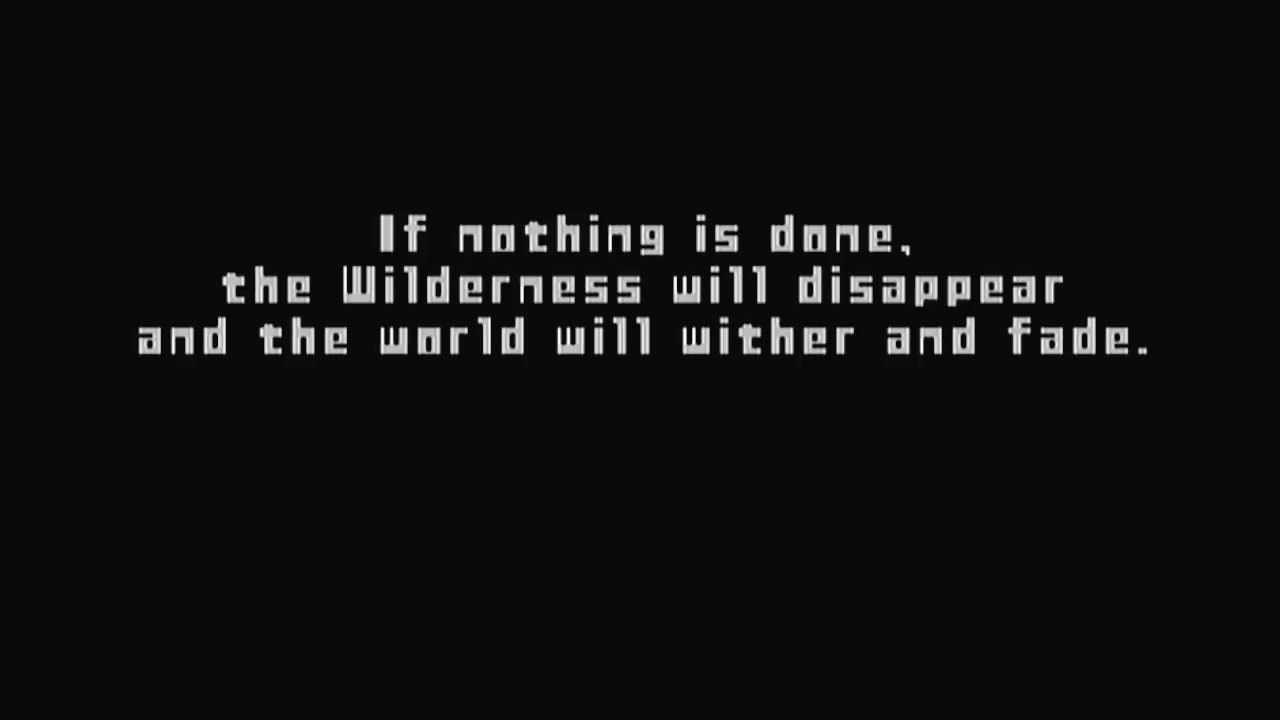 If nothing is done,
the Wilderness will disappear
and the world will wither and fade.